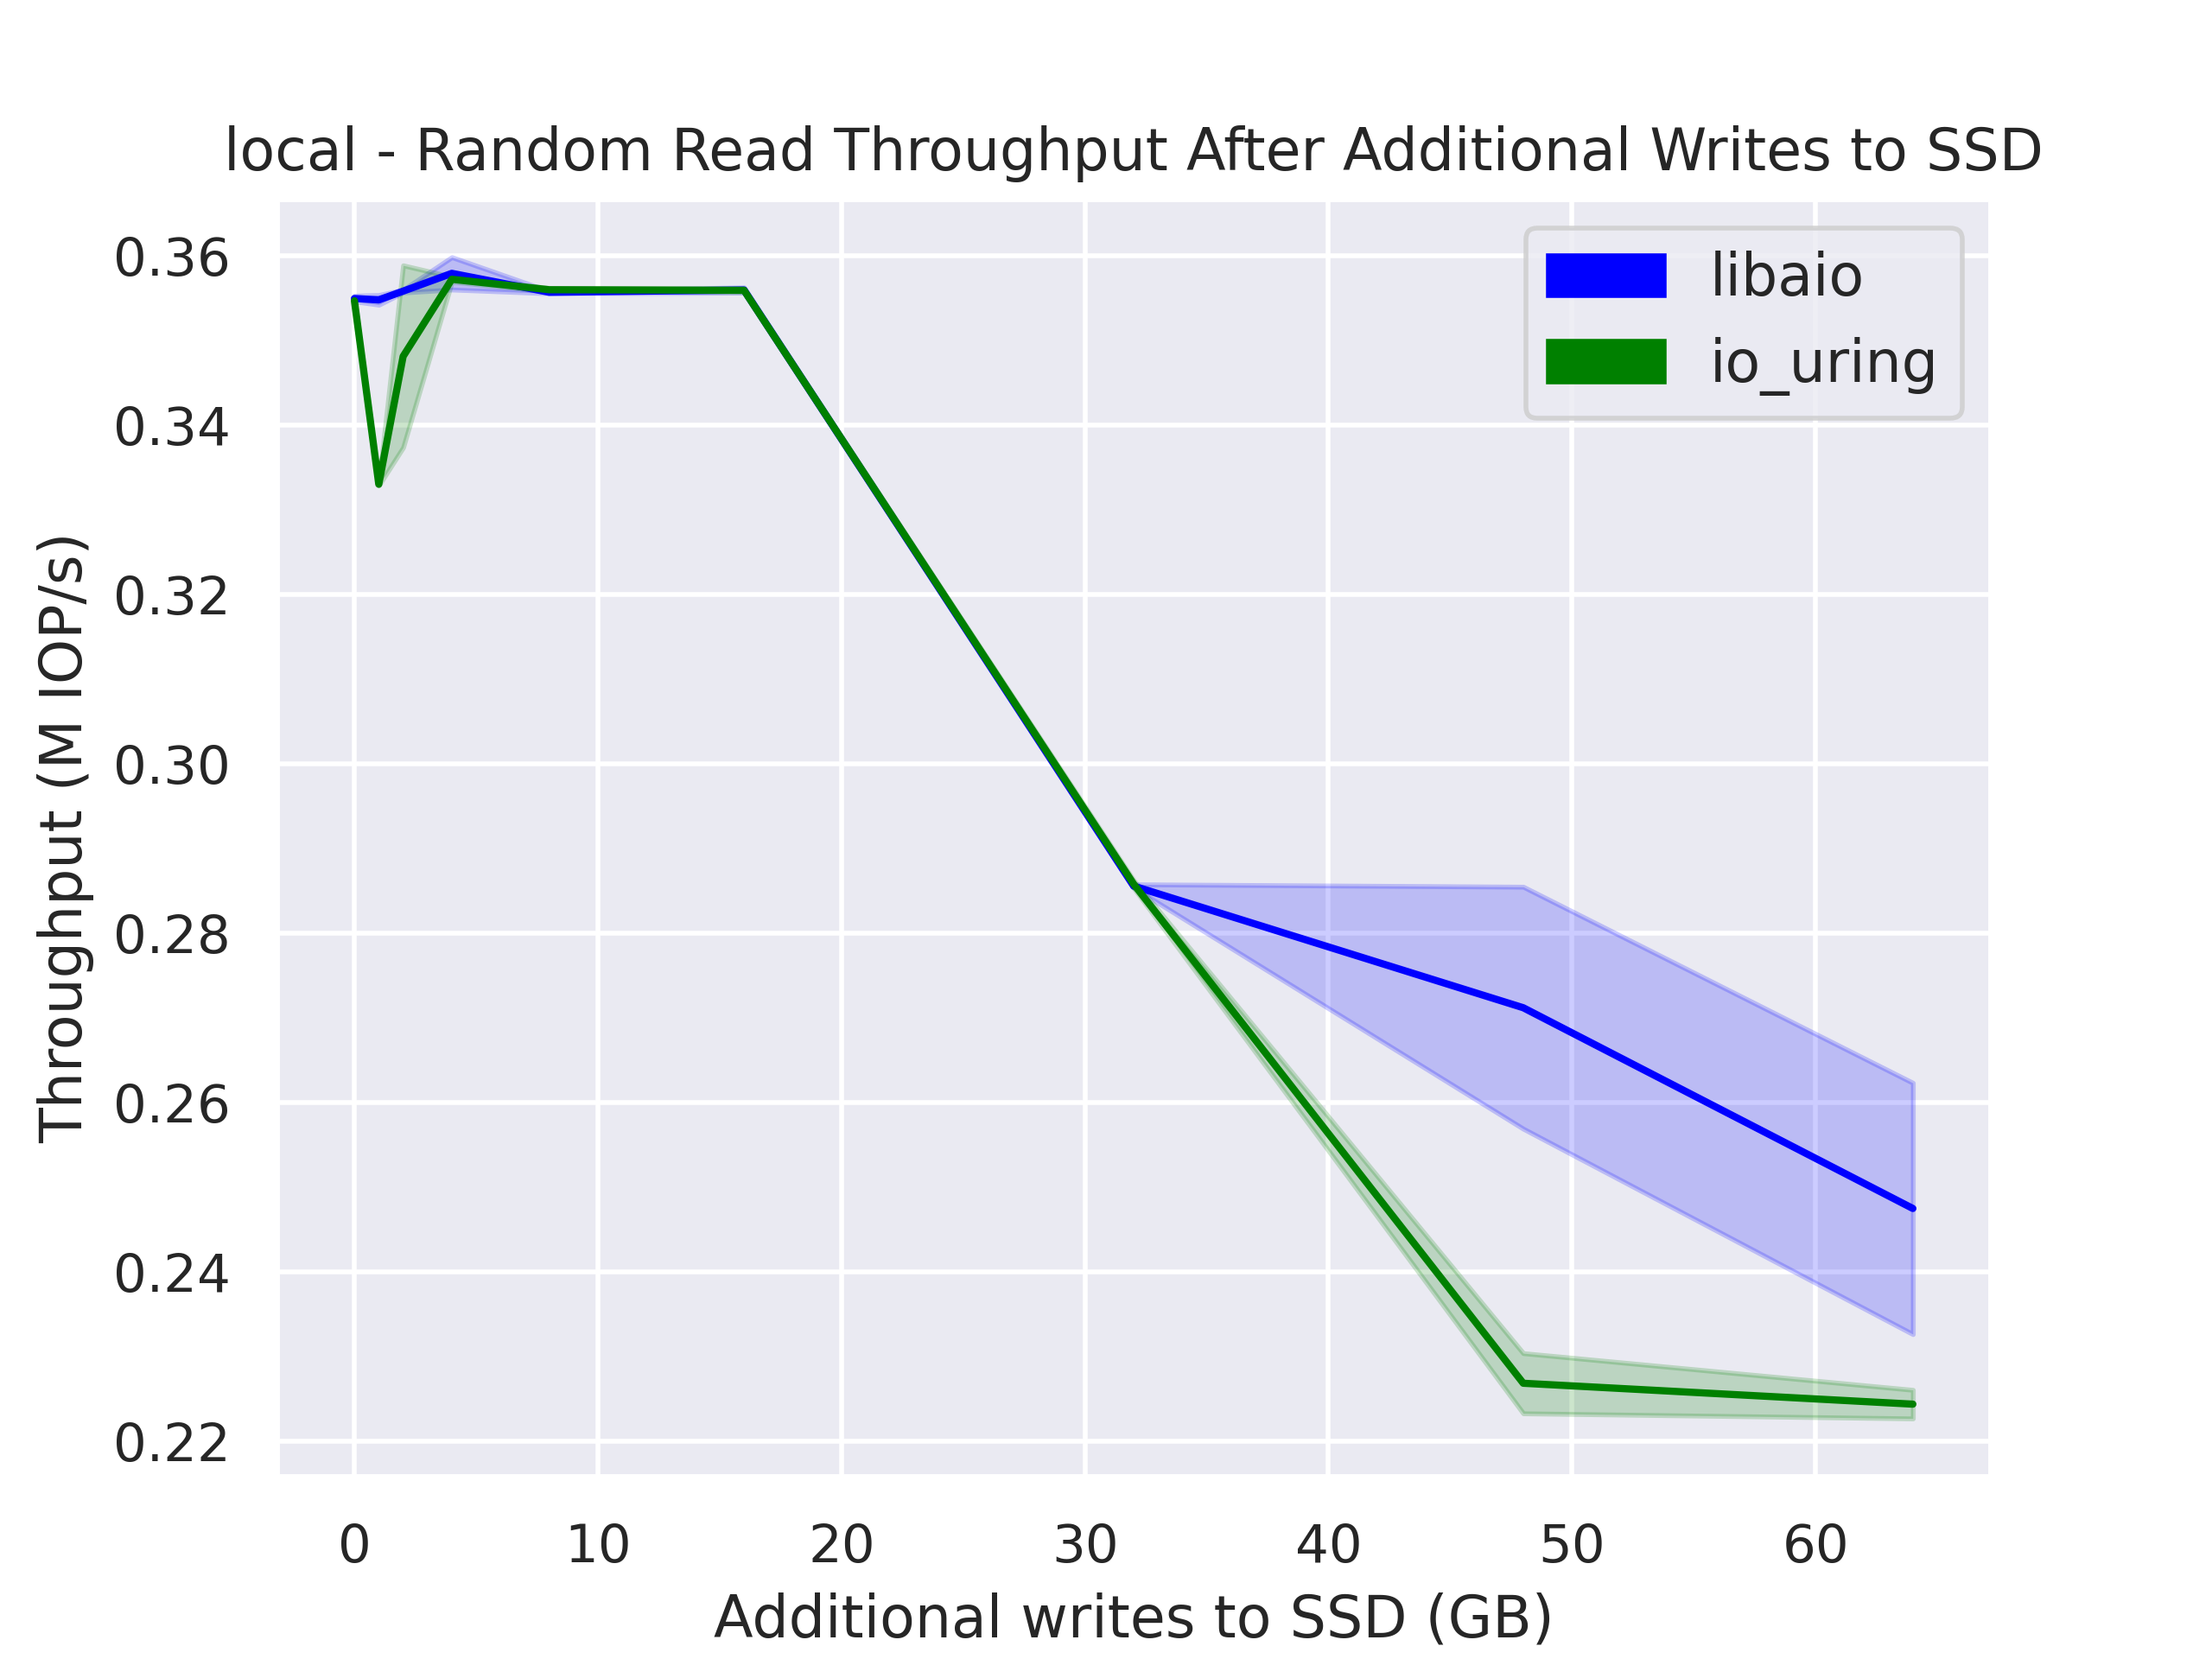 local - Random Read Throughput After Additional Writes to SSD
libaio
io_uring
Throughput (M IOP/s)
0.36
0.34
0.32
0.30
0.28
0.26
0.24
0.22
0 10 20 30 40 50 60
Additional writes to SSD (GB)